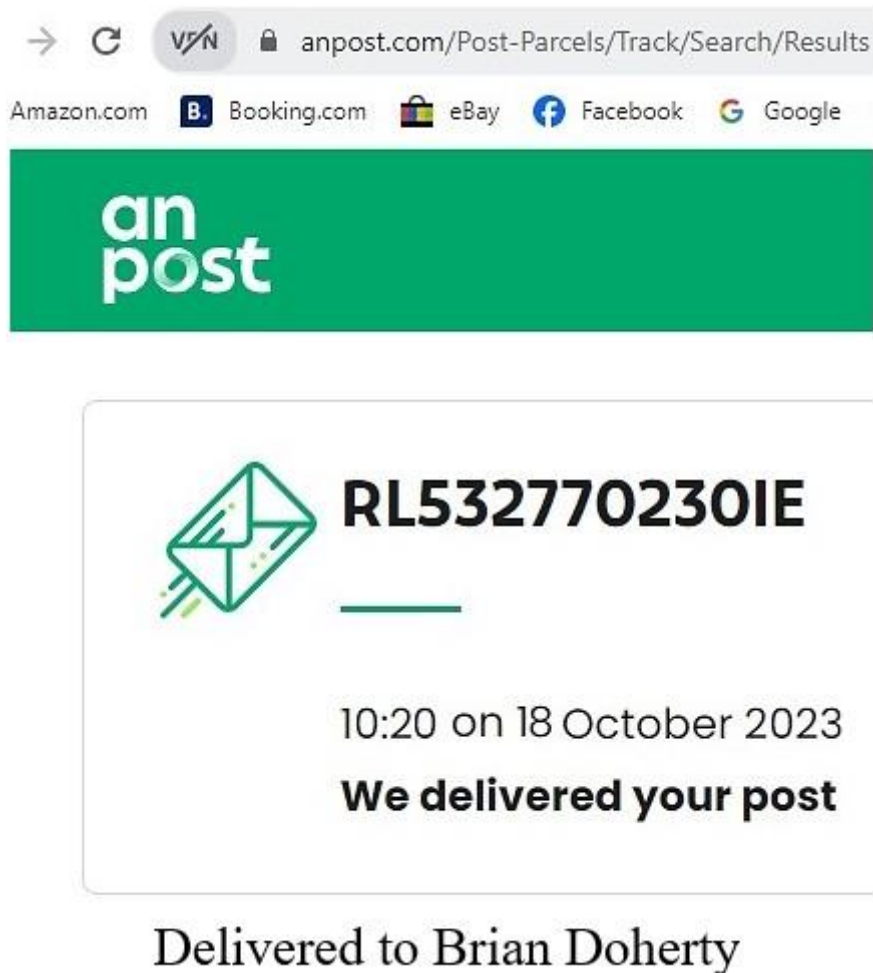 VPN anpost.com/Post-Parcels/Track/Search/Results
Amazon.com B. Booking.com eBay Facebook G Google
an
post
RL532770230IE
10:20 on 18 October 2023
We delivered your post
Delivered to Brian Doherty